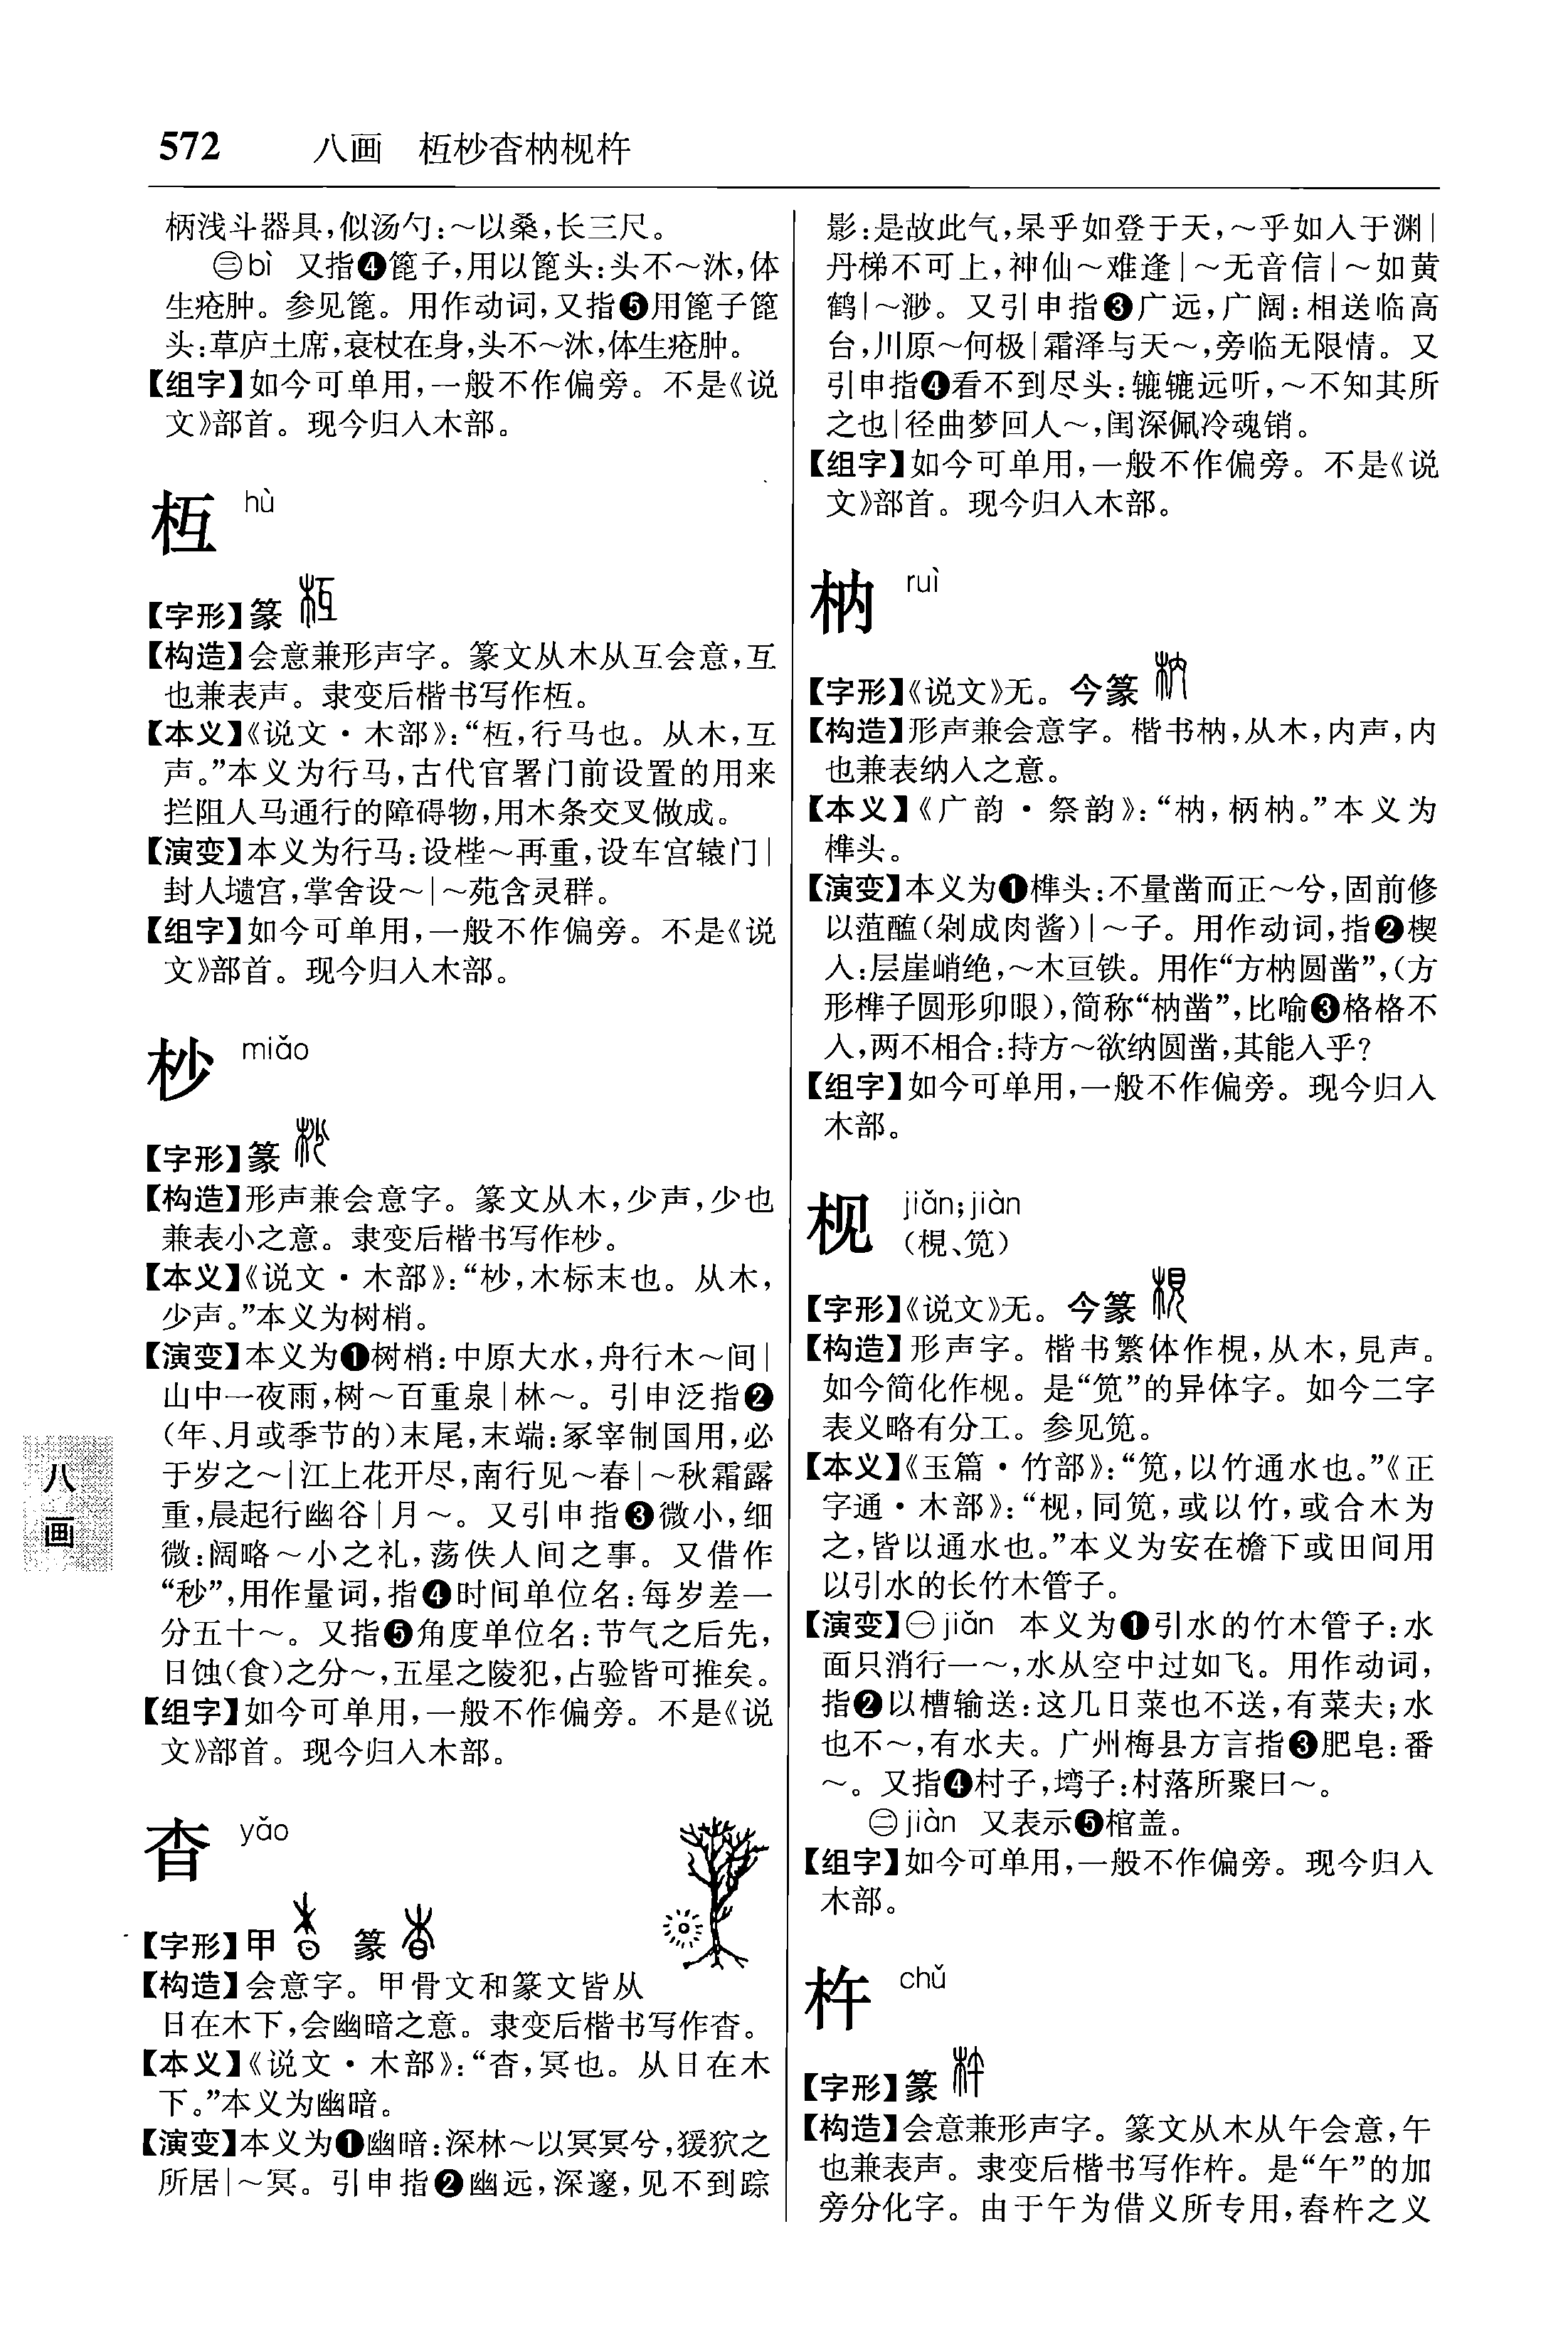 572 八画 枑杪杳枘枧杵
柄浅斗器具,似汤勺:～以桑,长三尺。
㊂bì 又指❹篦子,用以篦头:头不～沐,体
生疮肿。参见篦。用作动词,又指❺用篦子篦
头:草庐土席,衰杖在身,头不～沐,体生疮肿。
【组字】如今可单用,一般不作偏旁。不是《说
文》部首。现今归入木部。
枑 hù
【字形】篆
【构造】会意兼形声字。篆文从木从互会意,互
也兼表声。隶变后楷书写作枑。
【本义】《说文·木部》:“枑,行马也。从木,互
声。”本义为行马,古代官署门前设置的用来
拦阻人马通行的障碍物,用木条交叉做成。
【演变】本义为行马:设梐～再重,设车宫辕门|
封人壝宫,掌舍设～|～苑含灵群。
【组字】如今可单用,一般不作偏旁。不是《说
文》部首。现今归入木部。
杪 miǎo
【字形】篆
【构造】形声兼会意字。篆文从木,少声,少也
兼表小之意。隶变后楷书写作杪。
【本义】《说文·木部》:“杪,木标末也。从木,
少声。”本义为树梢。
【演变】本义为❶树梢:中原大水,舟行木～间|
山中一夜雨,树～百重泉|林～。引申泛指❷
(年、月或季节的)末尾,末端:冢宰制国用,必
于岁之～|江上花开尽,南行见～春|～秋霜露
重,晨起行幽谷|月～。又引申指❸微小,细
微:阔略～小之礼,荡佚人间之事。又借作
“秒”,用作量词,指❹时间单位名:每岁差一
分五十～。又指❺角度单位名:节气之后先,
日蚀(食)之分～,五星之陵犯,占验皆可推矣。
【组字】如今可单用,一般不作偏旁。不是《说
文》部首。现今归入木部。
杳 yǎo
【字形】甲 篆
【构造】会意字。甲骨文和篆文皆从
日在木下,会幽暗之意。隶变后楷书写作杳。
【本义】《说文·木部》:“杳,冥也。从日在木
下。”本义为幽暗。
【演变】本义为❶幽暗:深林～以冥冥兮,猨狖之
所居|～冥。引申指❷幽远,深邃,见不到踪
影:是故此气,杲乎如登于天,～乎如入于渊|
丹梯不可上,神仙～难逢|～无音信|～如黄
鹤|～渺。又引申指❸广远,广阔:相送临高
台,川原～何极|霜泽与天～,旁临无限情。又
引申指❹看不到尽头:辘辘远听,～不知其所
之也|径曲梦回人～,闺深佩冷魂销。
【组字】如今可单用,一般不作偏旁。不是《说
文》部首。现今归入木部。
枘 ruì
【字形】《说文》无。今篆
【构造】形声兼会意字。楷书枘,从木,内声,内
也兼表纳入之意。
【本义】《广韵·祭韵》:“枘,柄枘。”本义为
榫头。
【演变】本义为❶榫头:不量凿而正～兮,固前修
以菹醢(剁成肉酱)|～子。用作动词,指❷楔
入:层崖峭绝,～木亘铁。用作“方枘圆凿”,(方
形榫子圆形卯眼),简称“枘凿”,比喻❸格格不
入,两不相合:持方～欲纳圆凿,其能入乎?
【组字】如今可单用,一般不作偏旁。现今归入
木部。
枧 jiǎn;jiàn
(梘、笕)
【字形】《说文》无。今篆
【构造】形声字。楷书繁体作梘,从木,見声。
如今简化作枧。是“笕”的异体字。如今二字
表义略有分工。参见笕。
【本义】《玉篇·竹部》:“笕,以竹通水也。”《正
字通·木部》:“枧,同笕,或以竹,或合木为
之,皆以通水也。”本义为安在檐下或田间用
以引水的长竹木管子。
【演变】㊀jiǎn 本义为❶引水的竹木管子:水
面只消行一～,水从空中过如飞。用作动词,
指❷以槽输送:这几日菜也不送,有菜夫;水
也不～,有水夫。广州梅县方言指❸肥皂:番
～。又指❹村子,塆子:村落所聚曰～。
㊁jiàn 又表示❺棺盖。
【组字】如今可单用,一般不作偏旁。现今归入
木部。
杵 chǔ
【字形】篆
【构造】会意兼形声字。篆文从木从午会意,午
也兼表声。隶变后楷书写作杵。是“午”的加
旁分化字。由于午为借义所专用,舂杵之义
八
画